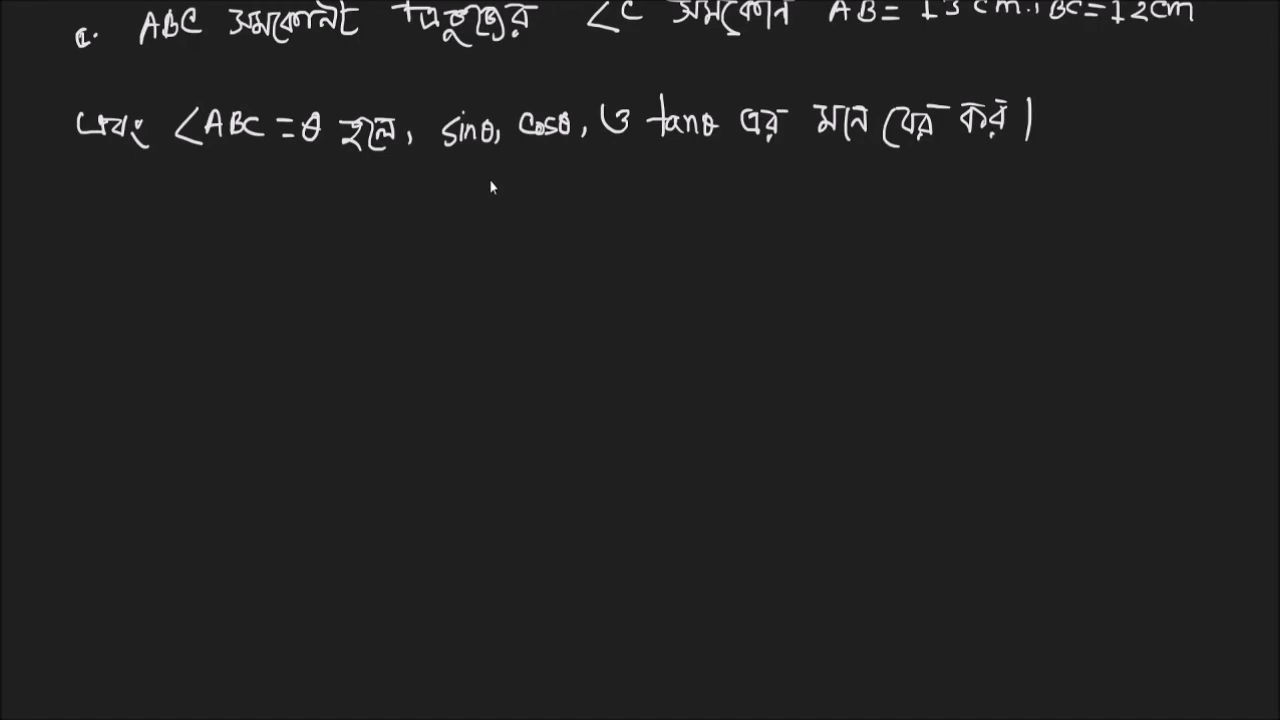 ৫. ABC সমকোনী ত্রিভুজের ∠C সমকোন AB = 13 cm, BC = 12 cm
এবং ∠ABC = θ হলে, sinθ, cosθ, ও tanθ এর মান বের কর।